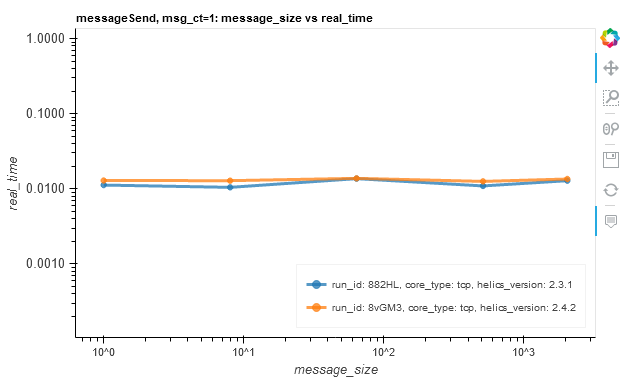 messageSend, msg_ct=1: message_size vs real_time
1.0000
0.1000
0.0100
0.0010
real_time
run_id: 882HL, core_type: tcp, helics_version: 2.3.1
run_id: 8vGM3, core_type: tcp, helics_version: 2.4.2
10^0 10^1 10^2 10^3
message_size